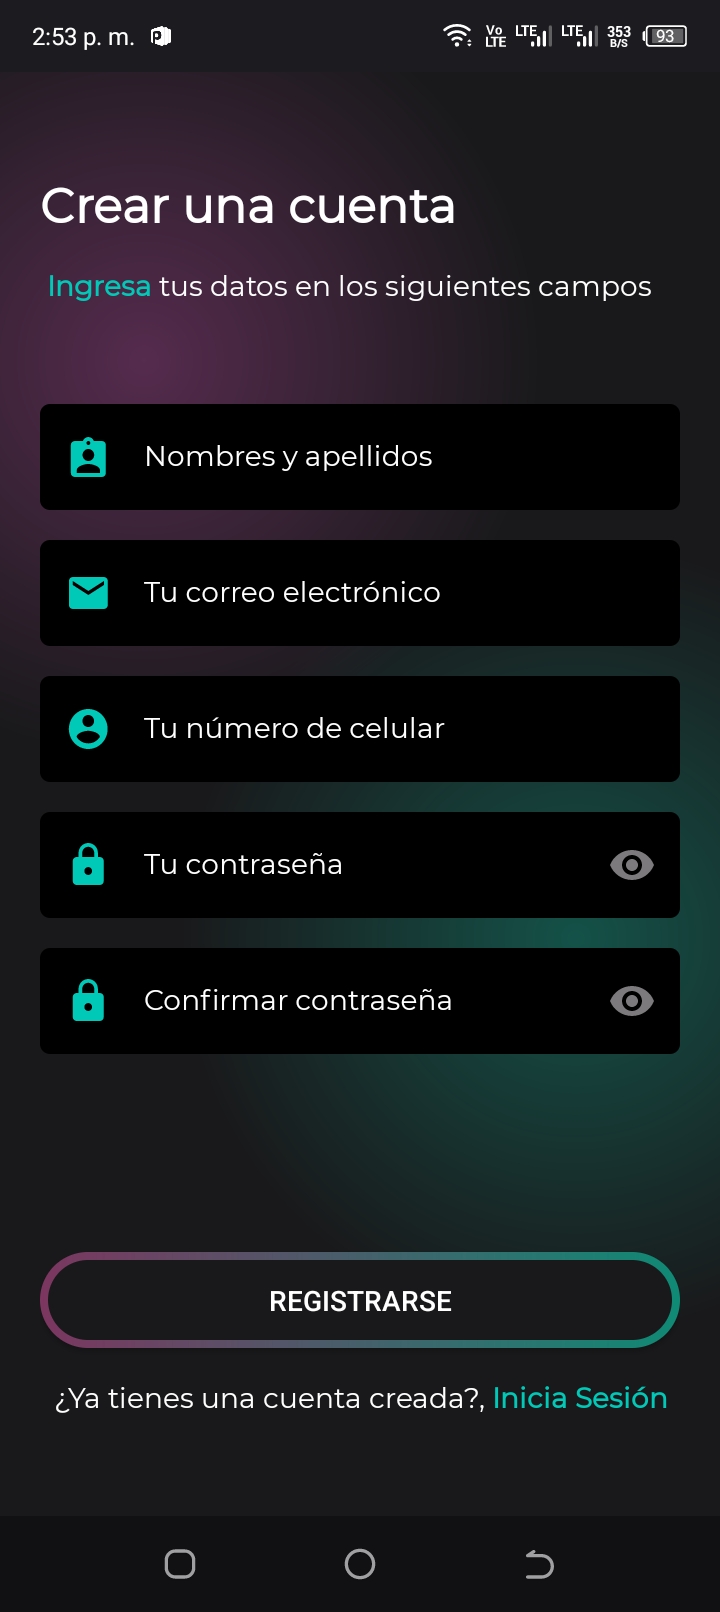 2:53 p. m.
Vo LTE LTE LTE 353 B/S 93
Crear una cuenta
Ingresa tus datos en los siguientes campos
Nombres y apellidos
Tu correo electrónico
Tu número de celular
Tu contraseña
Confirmar contraseña
REGISTRARSE
¿Ya tienes una cuenta creada?, Inicia Sesión